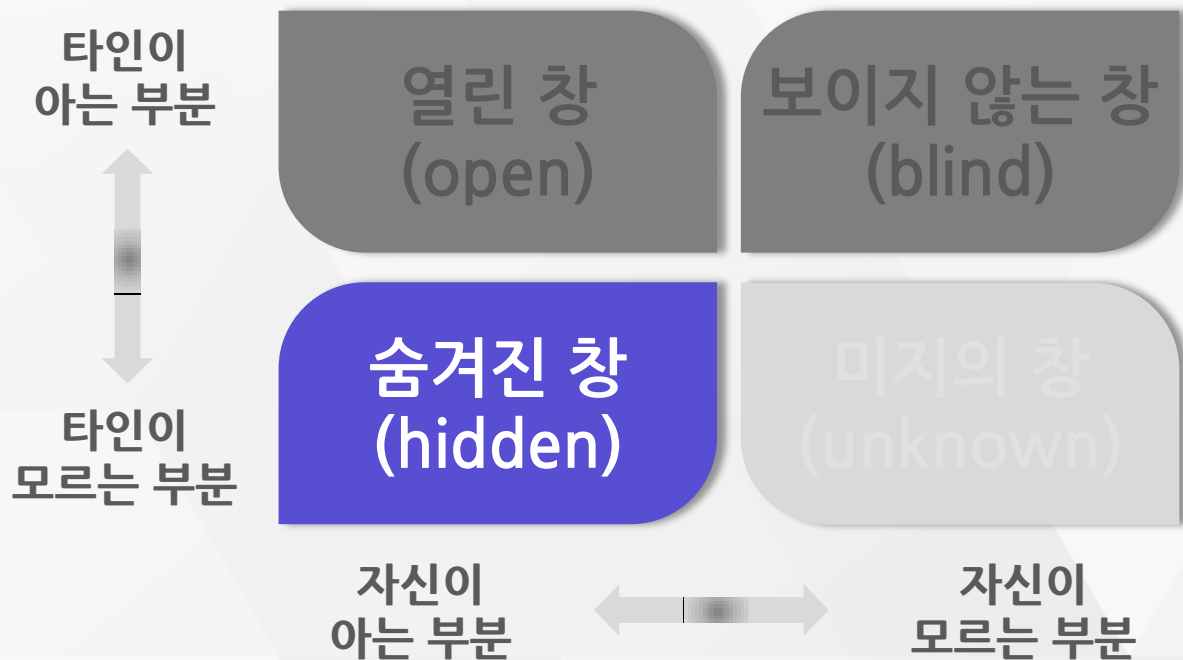 타인이
아는 부분
열린 창
(open)
보이지 않는 창
(blind)
타인이
모르는 부분
숨겨진 창
(hidden)
미지의 창
(unknown)
자신이
아는 부분
자신이
모르는 부분